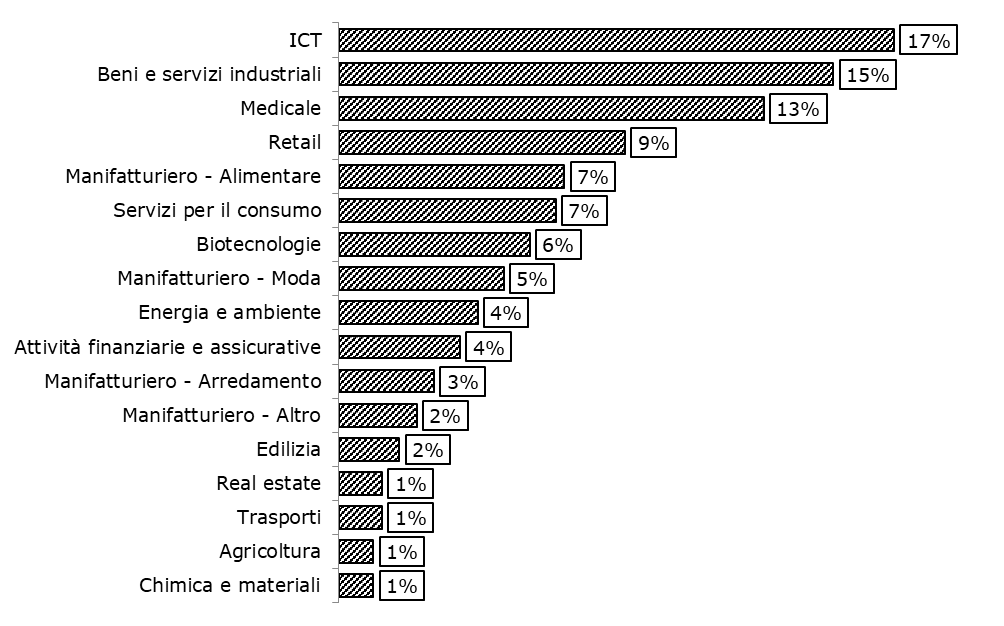 ICT 17%
Beni e servizi industriali 15%
Medicale 13%
Retail 9%
Manifatturiero - Alimentare 7%
Servizi per il consumo 7%
Biotecnologie 6%
Manifatturiero - Moda 5%
Energia e ambiente 4%
Attività finanziarie e assicurative 4%
Manifatturiero - Arredamento 3%
Manifatturiero - Altro 2%
Edilizia 2%
Real estate 1%
Trasporti 1%
Agricoltura 1%
Chimica e materiali 1%